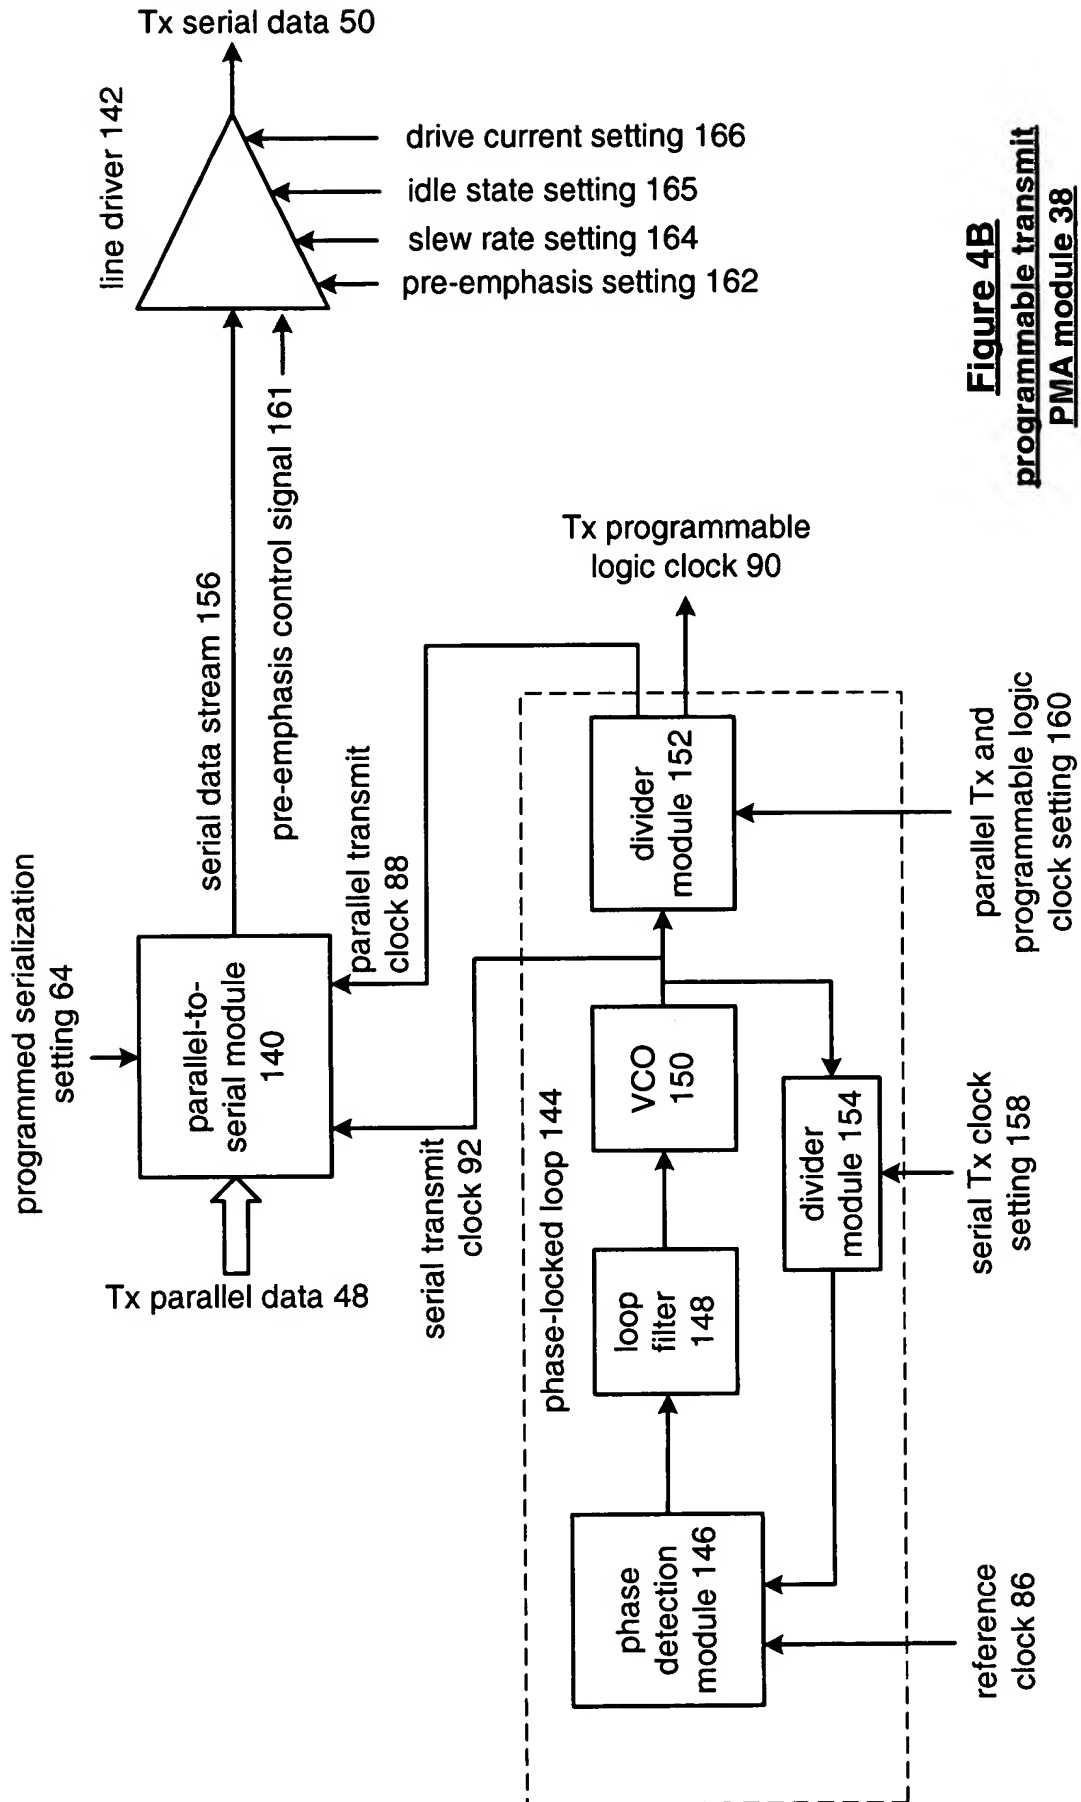 Tx serial data 50
line driver 142
drive current setting 166
idle state setting 165
slew rate setting 164
pre-emphasis setting 162
pre-emphasis control signal 161
serial data stream 156
programmed serialization
setting 64
parallel-to-
serial module
140
Tx parallel data 48
parallel transmit
clock 88
serial transmit
clock 92
Tx programmable
logic clock 90
phase-locked loop 144
divider
module 152
VCO
150
divider
module 154
loop
filter
148
phase
detection
module 146
parallel Tx and
programmable logic
clock setting 160
serial Tx clock
setting 158
reference
clock 86
Figure 4B
programmable transmit
PMA module 38